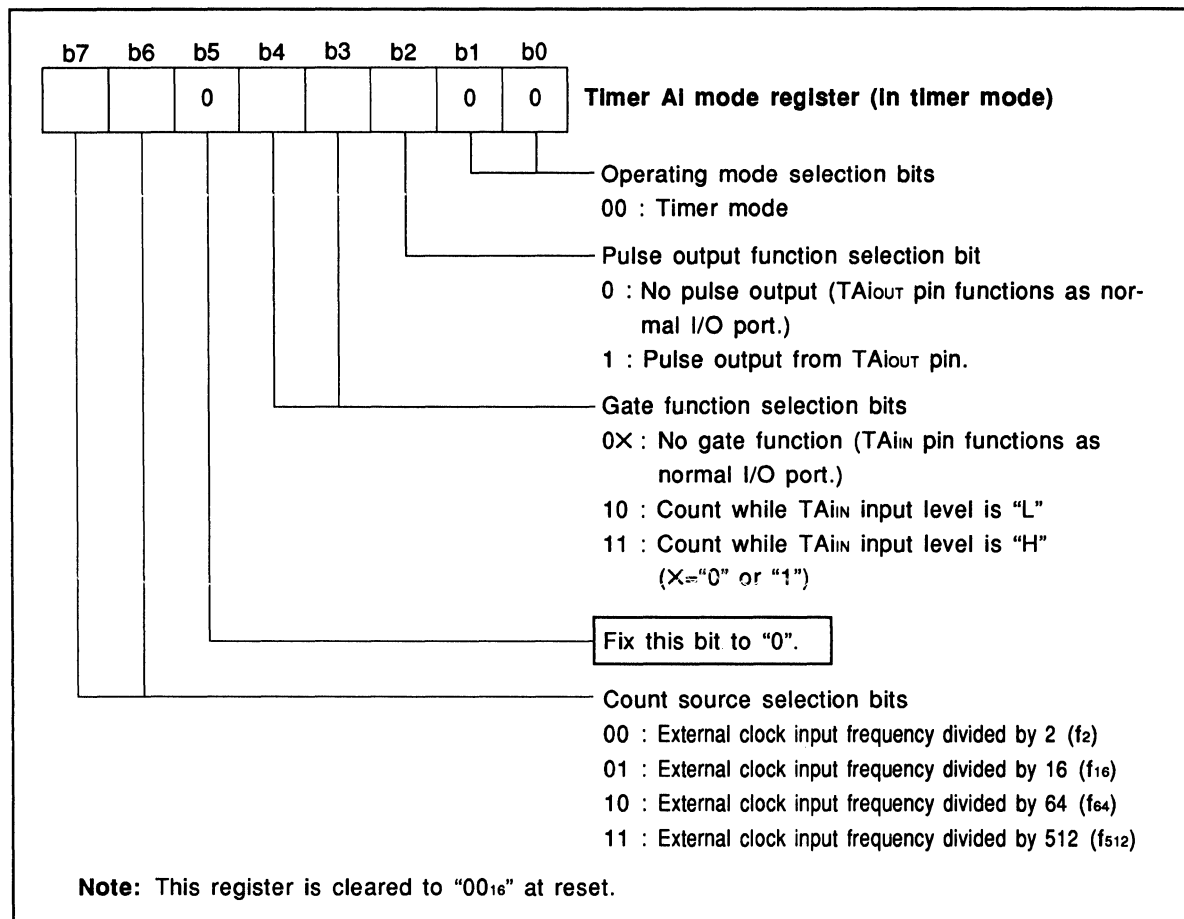 b7 b6 b5 b4 b3 b2 b1 b0
0 0 0 Timer Ai mode register (in timer mode)
Operating mode selection bits
00 : Timer mode
Pulse output function selection bit
0 : No pulse output (TAiOUT pin functions as nor-
mal I/O port.)
1 : Pulse output from TAiOUT pin.
Gate function selection bits
0X : No gate function (TAiIN pin functions as
normal I/O port.)
10 : Count while TAiIN input level is “L”
11 : Count while TAiIN input level is “H”
(X=“0” or “1”)
Fix this bit to “0”.
Count source selection bits
00 : External clock input frequency divided by 2 (f2)
01 : External clock input frequency divided by 16 (f16)
10 : External clock input frequency divided by 64 (f64)
11 : External clock input frequency divided by 512 (f512)
Note: This register is cleared to “0016” at reset.